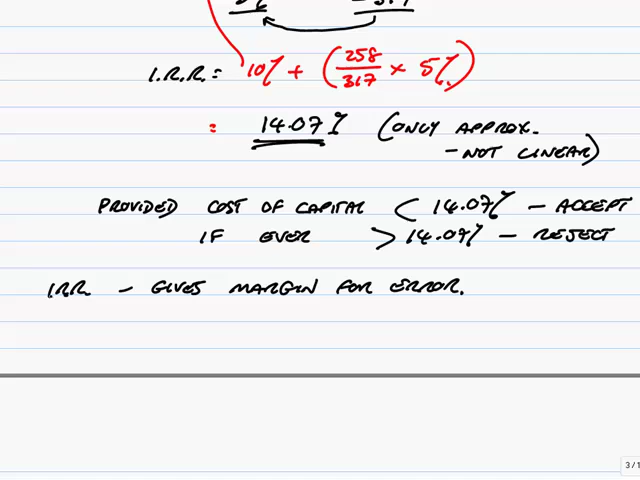 I.R.R. = 10% + (258/317 × 5%)
= 14.07% (ONLY APPROX.
- NOT LINEAR)
PROVIDED COST OF CAPITAL < 14.07% - ACCEPT
IF EVER > 14.07% - REJECT
IRR - GIVES MARGIN FOR ERROR.
3/1